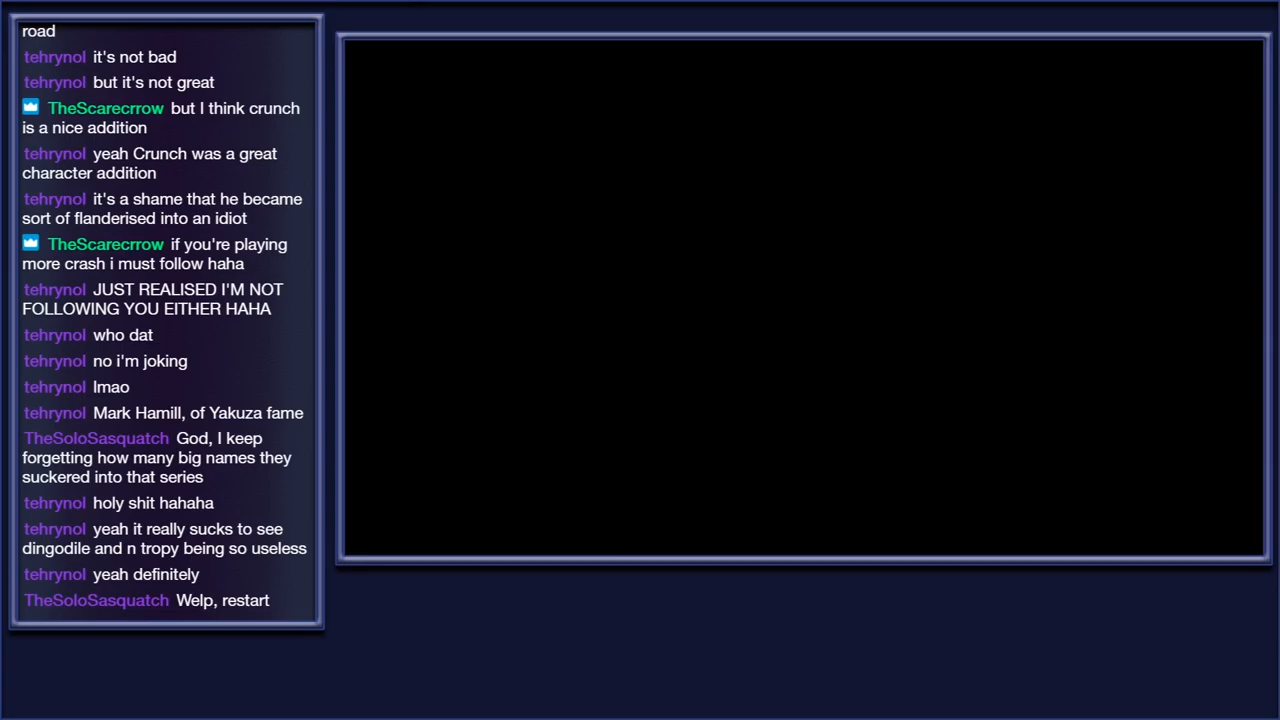 road
tehrynol it's not bad
tehrynol but it's not great
TheScarecrrow but I think crunch
is a nice addition
tehrynol yeah Crunch was a great
character addition
tehrynol it's a shame that he became
sort of flanderised into an idiot
TheScarecrrow if you're playing
more crash i must follow haha
tehrynol JUST REALISED I'M NOT
FOLLOWING YOU EITHER HAHA
tehrynol who dat
tehrynol no i'm joking
tehrynol lmao
tehrynol Mark Hamill, of Yakuza fame
TheSoloSasquatch God, I keep
forgetting how many big names they
suckered into that series
tehrynol holy shit hahaha
tehrynol yeah it really sucks to see
dingodile and n tropy being so useless
tehrynol yeah definitely
TheSoloSasquatch Welp, restart